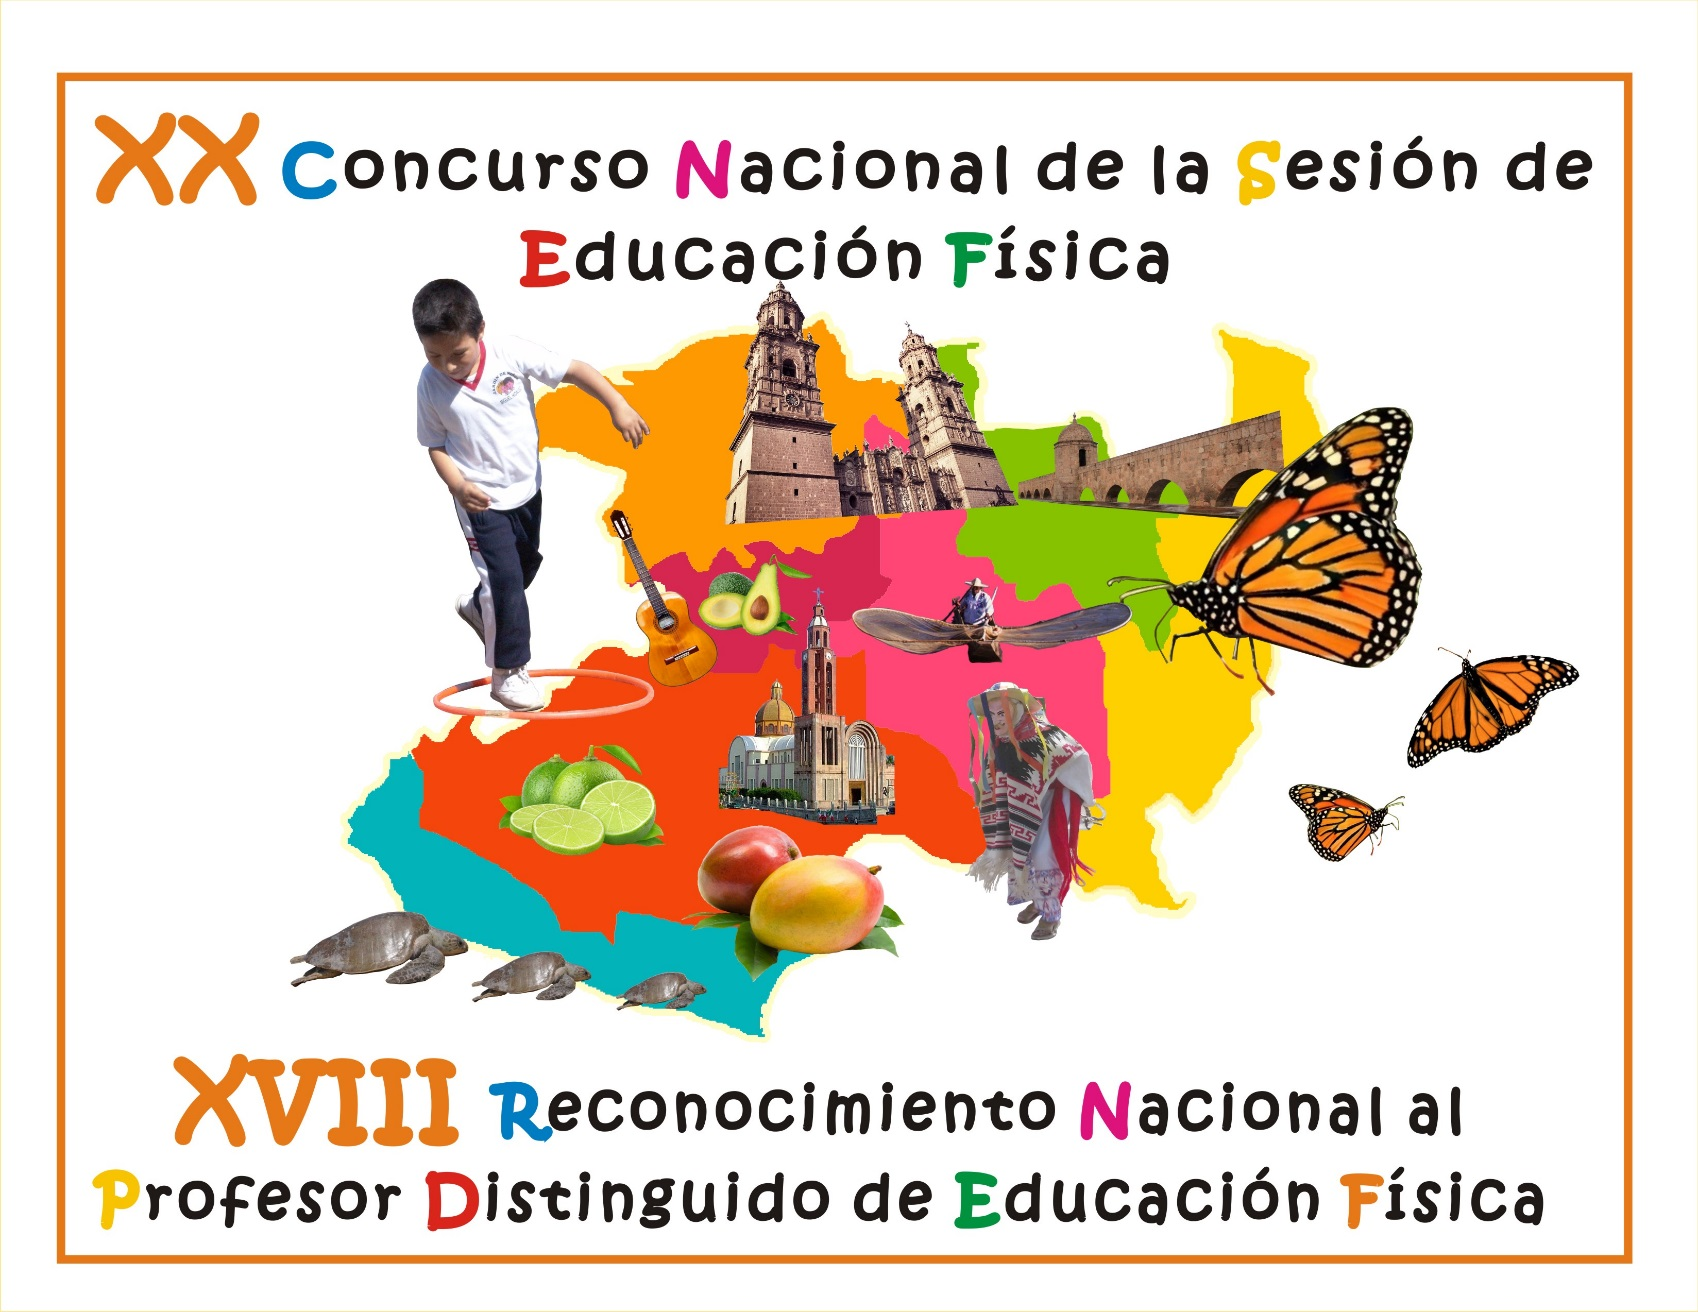 XX Concurso Nacional de la Sesión de
Educación Física
XVIII Reconocimiento Nacional al
Profesor Distinguido de Educación Física